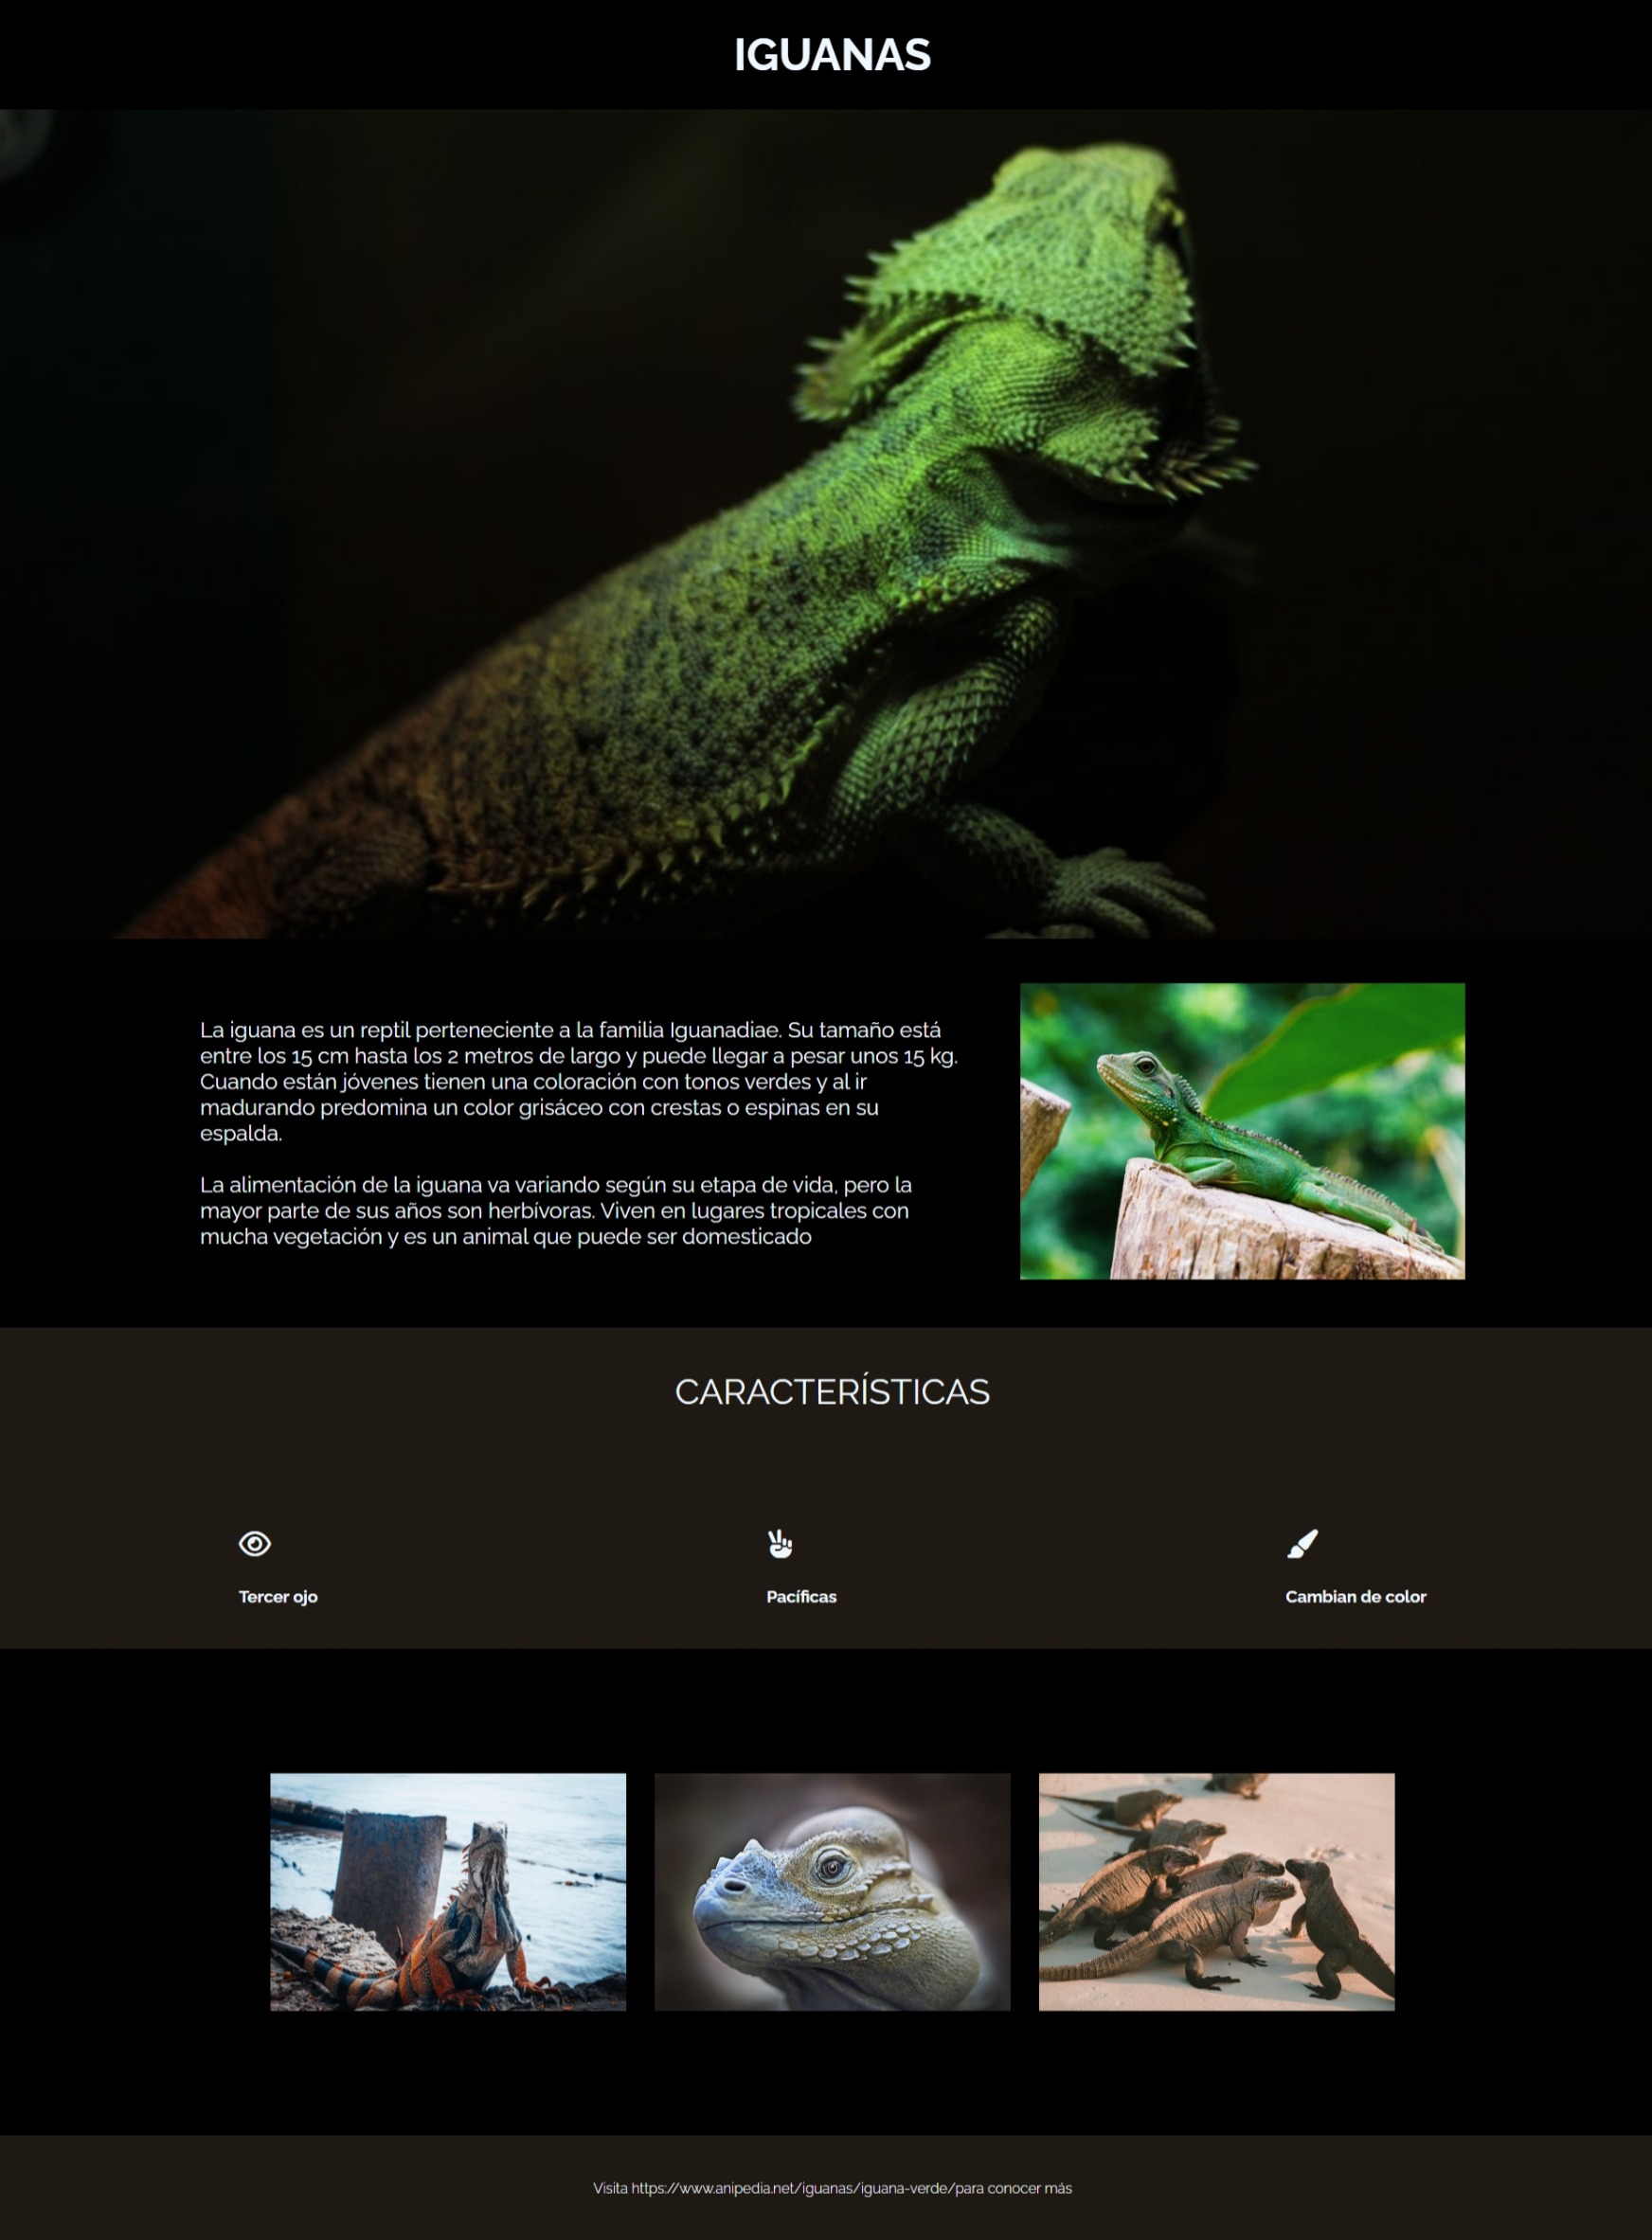 IGUANAS
La iguana es un reptil perteneciente a la familia Iguanadiae. Su tamaño está
entre los 15 cm hasta los 2 metros de largo y puede llegar a pesar unos 15 kg.
Cuando están jóvenes tienen una coloración con tonos verdes y al ir
madurando predomina un color grisáceo con crestas o espinas en su
espalda.
La alimentación de la iguana va variando según su etapa de vida, pero la
mayor parte de sus años son herbívoras. Viven en lugares tropicales con
mucha vegetación y es un animal que puede ser domesticado
CARACTERÍSTICAS
Tercer ojo
Pacíficas
Cambian de color
Visita https://www.anipedia.net/iguanas/iguana-verde/para conocer más